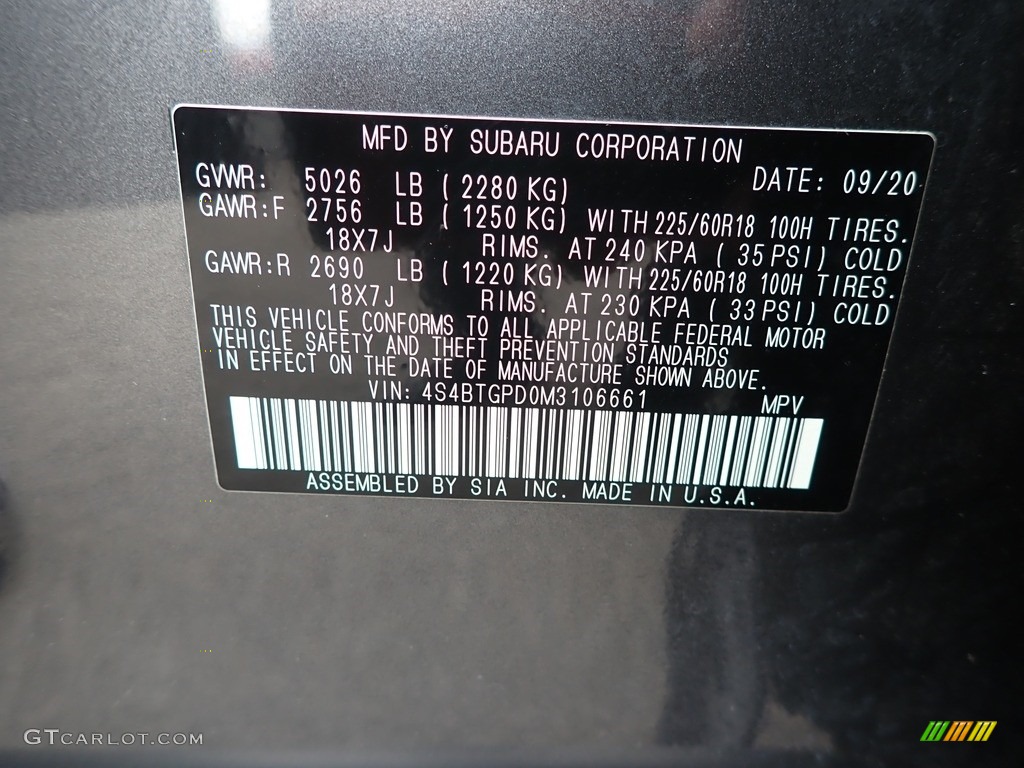 MFD BY SUBARU CORPORATION
GVWR: 5026 LB ( 2280 KG) DATE: 09/20
GAWR:F 2756 LB ( 1250 KG) WITH 225/60R18 100H TIRES.
18X7J RIMS. AT 240 KPA ( 35 PSI) COLD
GAWR:R 2690 LB ( 1220 KG) WITH 225/60R18 100H TIRES.
18X7J RIMS. AT 230 KPA ( 33 PSI) COLD
THIS VEHICLE CONFORMS TO ALL APPLICABLE FEDERAL MOTOR
VEHICLE SAFETY AND THEFT PREVENTION STANDARDS
IN EFFECT ON THE DATE OF MANUFACTURE SHOWN ABOVE.
VIN: 4S4BTGPD0M3106661 MPV
ASSEMBLED BY SIA INC. MADE IN U.S.A.
GTCARLOT.COM